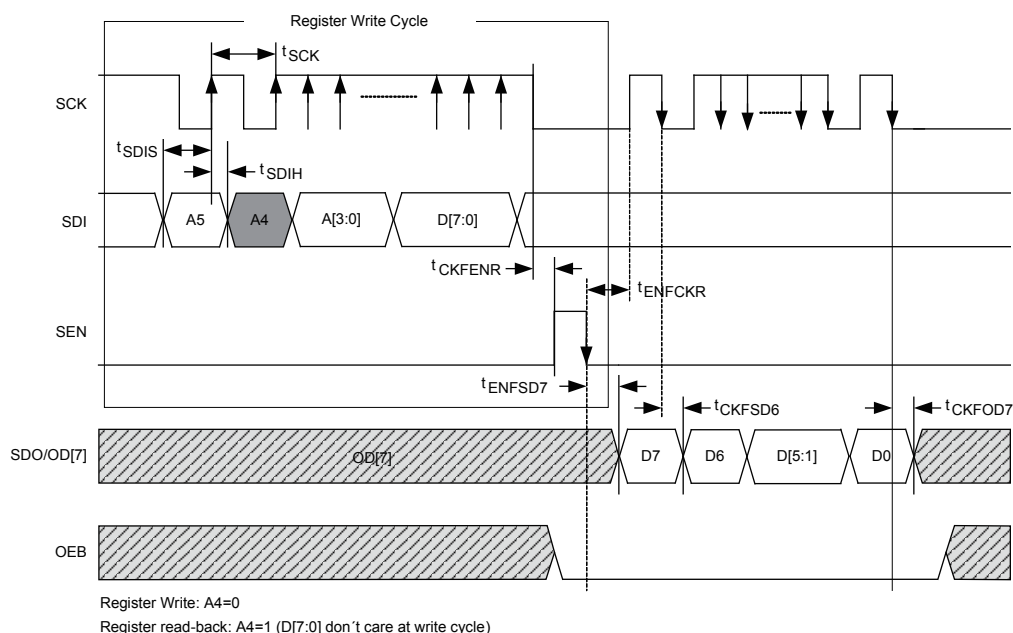 Register Write Cycle
tSCK
SCK
tSDIS
tSDIH
SDI
A5
A4
A[3:0]
D[7:0]
tCKFENR
tENFCKR
SEN
tENFSD7
tCKFSD6
tCKFOD7
SDO/OD[7]
OD[7]
D7
D6
D[5:1]
D0
OEB
Register Write: A4=0
Register read-back: A4=1 (D[7:0] don´t care at write cycle)